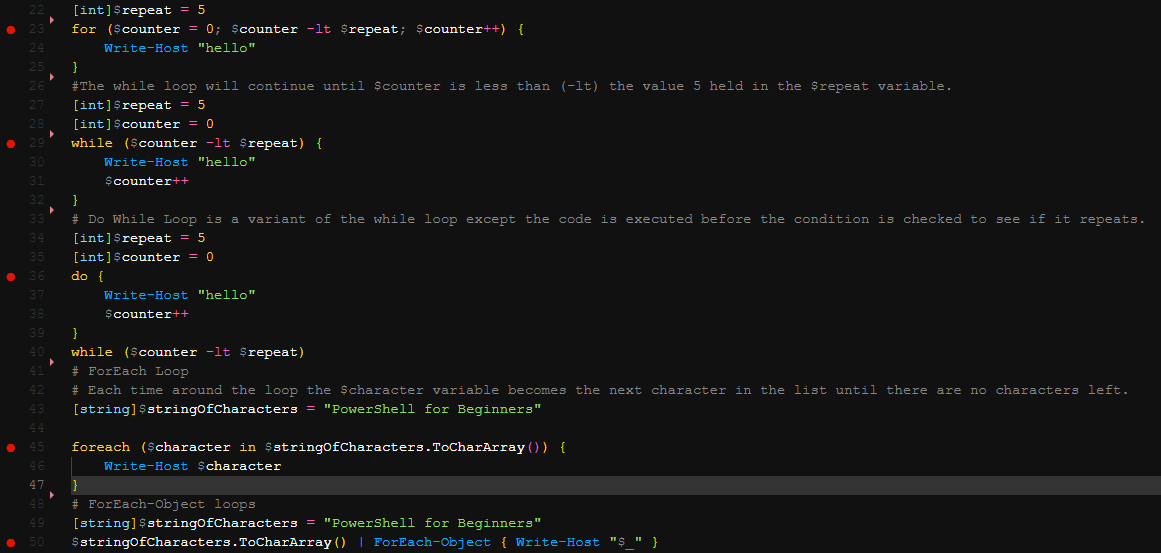 22 [int]$repeat = 5
23 for ($counter = 0; $counter -lt $repeat; $counter++) {
24     Write-Host "hello"
25 }
26 #The while loop will continue until $counter is less than (-lt) the value 5 held in the $repeat variable.
27 [int]$repeat = 5
28 [int]$counter = 0
29 while ($counter -lt $repeat) {
30     Write-Host "hello"
31     $counter++
32 }
33 # Do While Loop is a variant of the while loop except the code is executed before the condition is checked to see if it repeats.
34 [int]$repeat = 5
35 [int]$counter = 0
36 do {
37     Write-Host "hello"
38     $counter++
39 }
40 while ($counter -lt $repeat)
41 # ForEach Loop
42 # Each time around the loop the $character variable becomes the next character in the list until there are no characters left.
43 [string]$stringOfCharacters = "PowerShell for Beginners"
44
45 foreach ($character in $stringOfCharacters.ToCharArray()) {
46     Write-Host $character
47 }
48 # ForEach-Object loops
49 [string]$stringOfCharacters = "PowerShell for Beginners"
50 $stringOfCharacters.ToCharArray() | ForEach-Object { Write-Host "$_" }